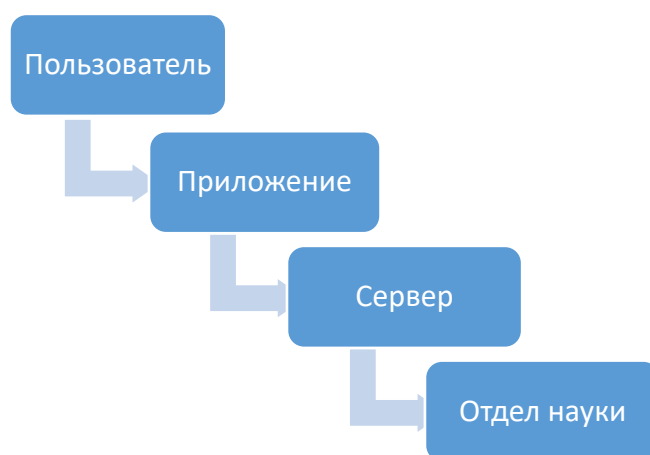 Пользователь
Приложение
Сервер
Отдел науки